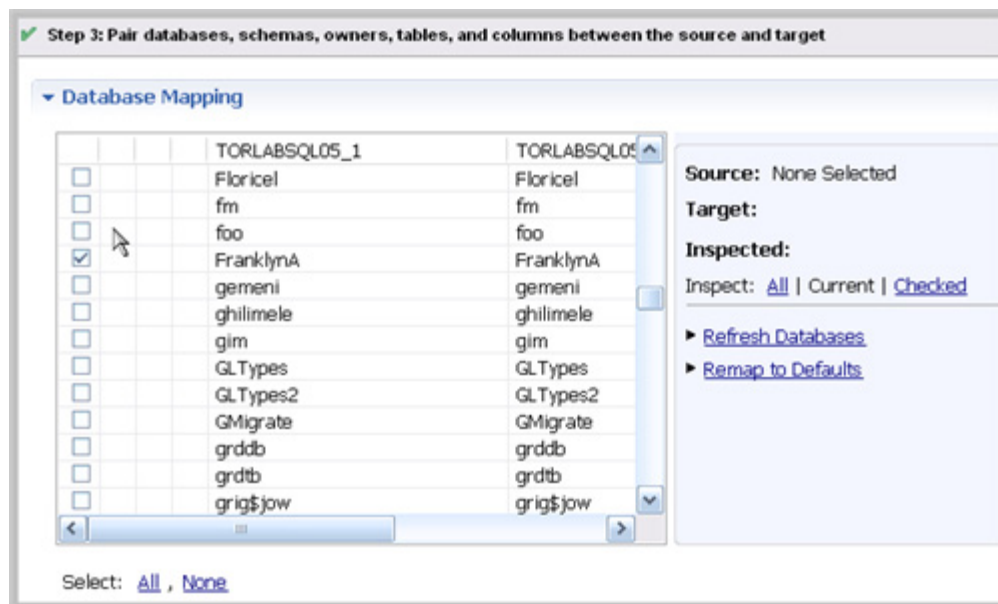 Step 3: Pair databases, schemas, owners, tables, and columns between the source and target
Database Mapping
TORLABSQL05_1 TORLABSQL05
Floricel Floricel
fm fm
foo foo
FranklynA FranklynA
gemeni gemeni
ghilimele ghilimele
gim gim
GLTypes GLTypes
GLTypes2 GLTypes2
GMigrate GMigrate
grddb grddb
grdtb grdtb
grig$jow grig$jow
Source: None Selected
Target:
Inspected:
Inspect: All | Current | Checked
Refresh Databases
Remap to Defaults
Select: All , None